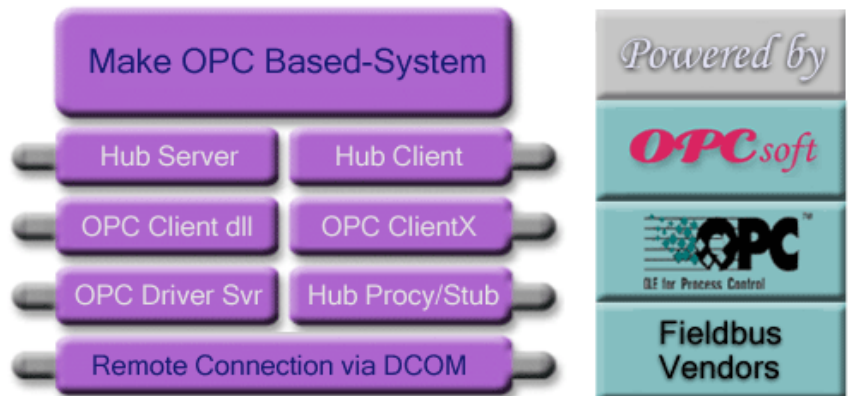 Make OPC Based-System
Hub Server
Hub Client
OPC Client dll
OPC ClientX
OPC Driver Svr
Hub Procy/Stub
Remote Connection via DCOM
Powered by
OPCsoft
OPC™
OLE for Process Control
Fieldbus
Vendors